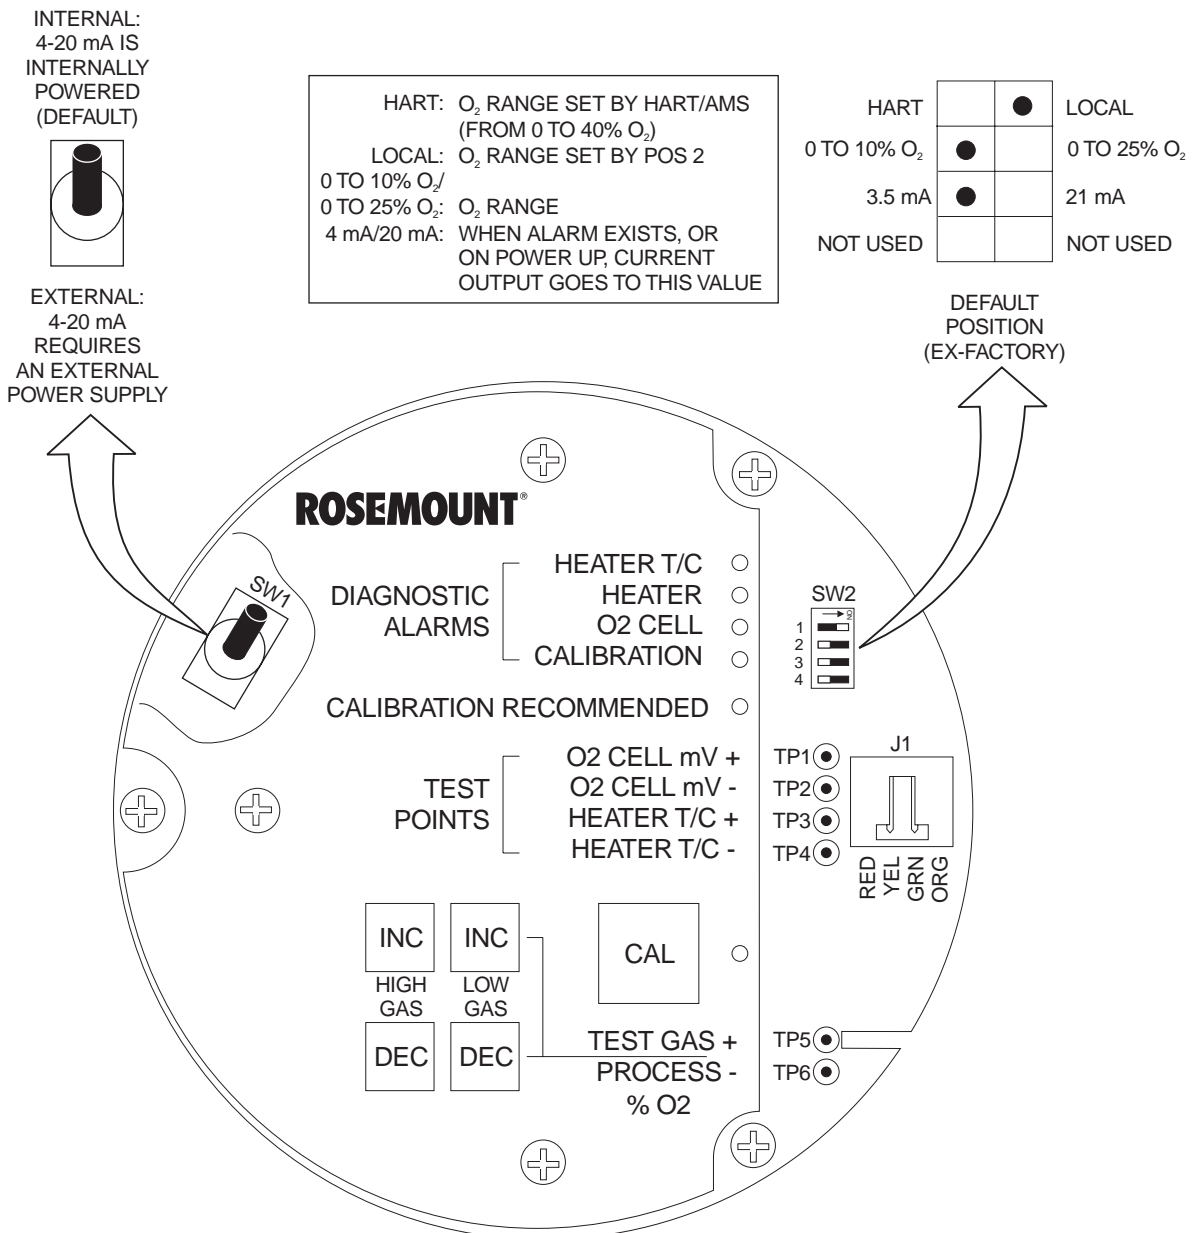 INTERNAL:
4-20 mA IS
INTERNALLY
POWERED
(DEFAULT)
EXTERNAL:
4-20 mA
REQUIRES
AN EXTERNAL
POWER SUPPLY
HART: O₂ RANGE SET BY HART/AMS
(FROM 0 TO 40% O₂)
LOCAL: O₂ RANGE SET BY POS 2
0 TO 10% O₂/
0 TO 25% O₂: O₂ RANGE
4 mA/20 mA: WHEN ALARM EXISTS, OR
ON POWER UP, CURRENT
OUTPUT GOES TO THIS VALUE
HART LOCAL
0 TO 10% O₂ 0 TO 25% O₂
3.5 mA 21 mA
NOT USED NOT USED
DEFAULT
POSITION
(EX-FACTORY)
ROSEMOUNT®
SW1
DIAGNOSTIC
ALARMS
HEATER T/C
HEATER
O2 CELL
CALIBRATION
CALIBRATION RECOMMENDED
SW2
ON
1
2
3
4
TEST
POINTS
O2 CELL mV + TP1
O2 CELL mV - TP2
HEATER T/C + TP3
HEATER T/C - TP4
J1
RED
YEL
GRN
ORG
INC INC
HIGH
GAS
LOW
GAS
DEC DEC
CAL
TEST GAS + TP5
PROCESS - TP6
% O2